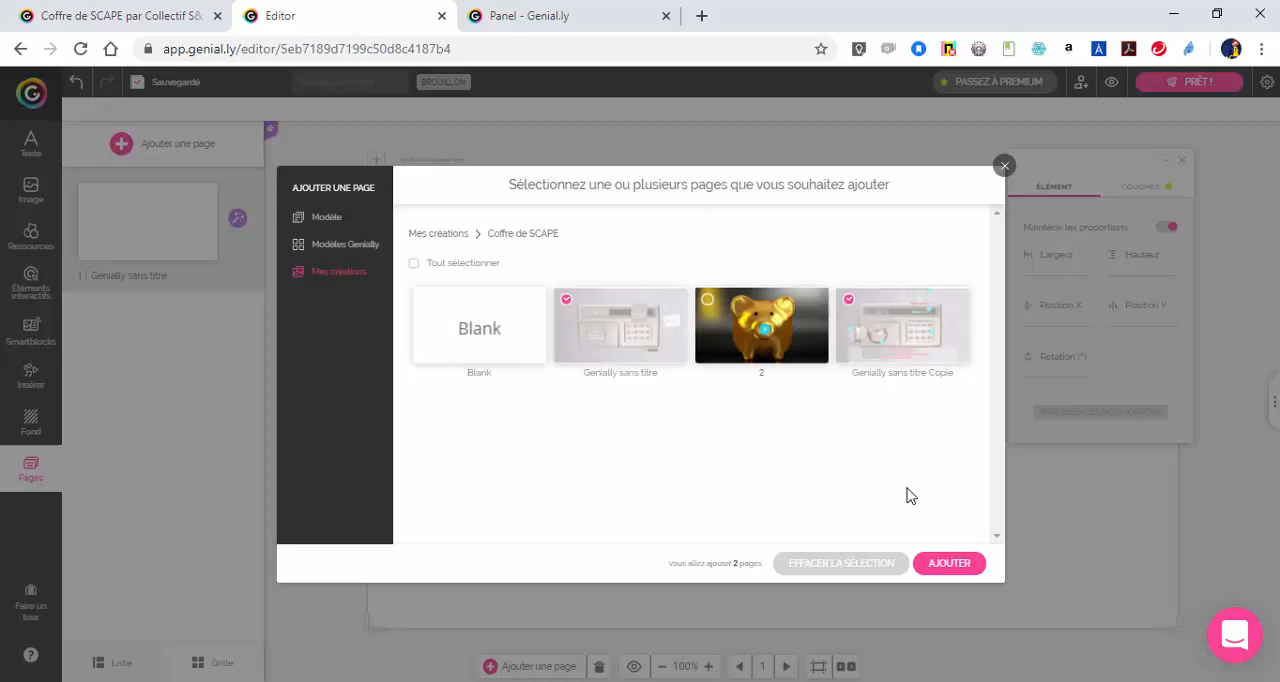 Coffre de SCAPE par Collectif S&
Editor
Panel - Genial.ly
app.genial.ly/editor/5eb7189d7199c50d8c4187b4
Sauvegardé
BROUILLON
PASSEZ À PREMIUM
PRÊT !
Texte
Image
Ressources
Éléments
interactifs
Smartblocks
Insérer
Fond
Pages
Faire un
tour
Ajouter une page
1 | Genially sans titre
Liste
Grille
AJOUTER UNE PAGE
Modèle
Modèles Genially
Mes créations
Sélectionnez une ou plusieurs pages que vous souhaitez ajouter
Mes créations > Coffre de SCAPE
Tout sélectionner
Blank
Blank
Genially sans titre
2
Genially sans titre Copie
Vous allez ajouter 2 pages
EFFACER LA SÉLECTION
AJOUTER
ÉLÉMENT
COUCHES
Maintenir les proportions
Largeur
Hauteur
Position X
Position Y
Rotation (º)
Ajouter une page
100%
1